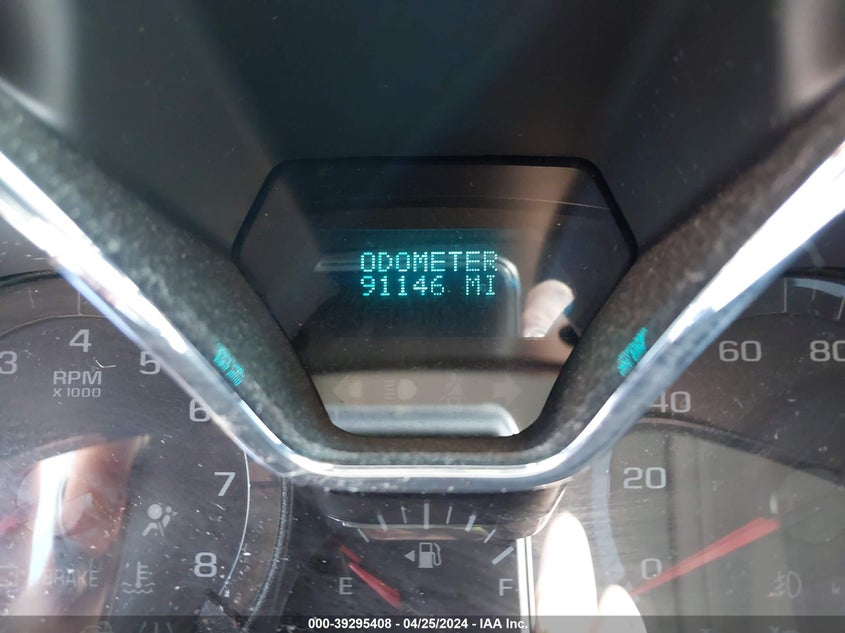 ODOMETER
91146 MI
3 4 5 6 7 8
RPM
X 1000
BRAKE
E F
0 20 40 60 80
000-39295408 - 04/25/2024 - IAA Inc.